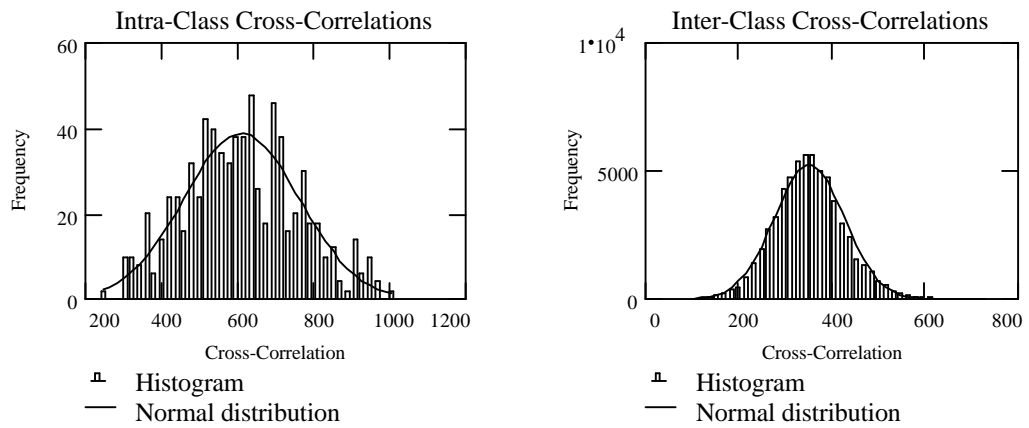 Intra-Class Cross-Correlations
60
40
20
0
Frequency
200 400 600 800 1000 1200
Cross-Correlation
Histogram
Normal distribution
Inter-Class Cross-Correlations
1•10^4
5000
0
Frequency
0 200 400 600 800
Cross-Correlation
Histogram
Normal distribution